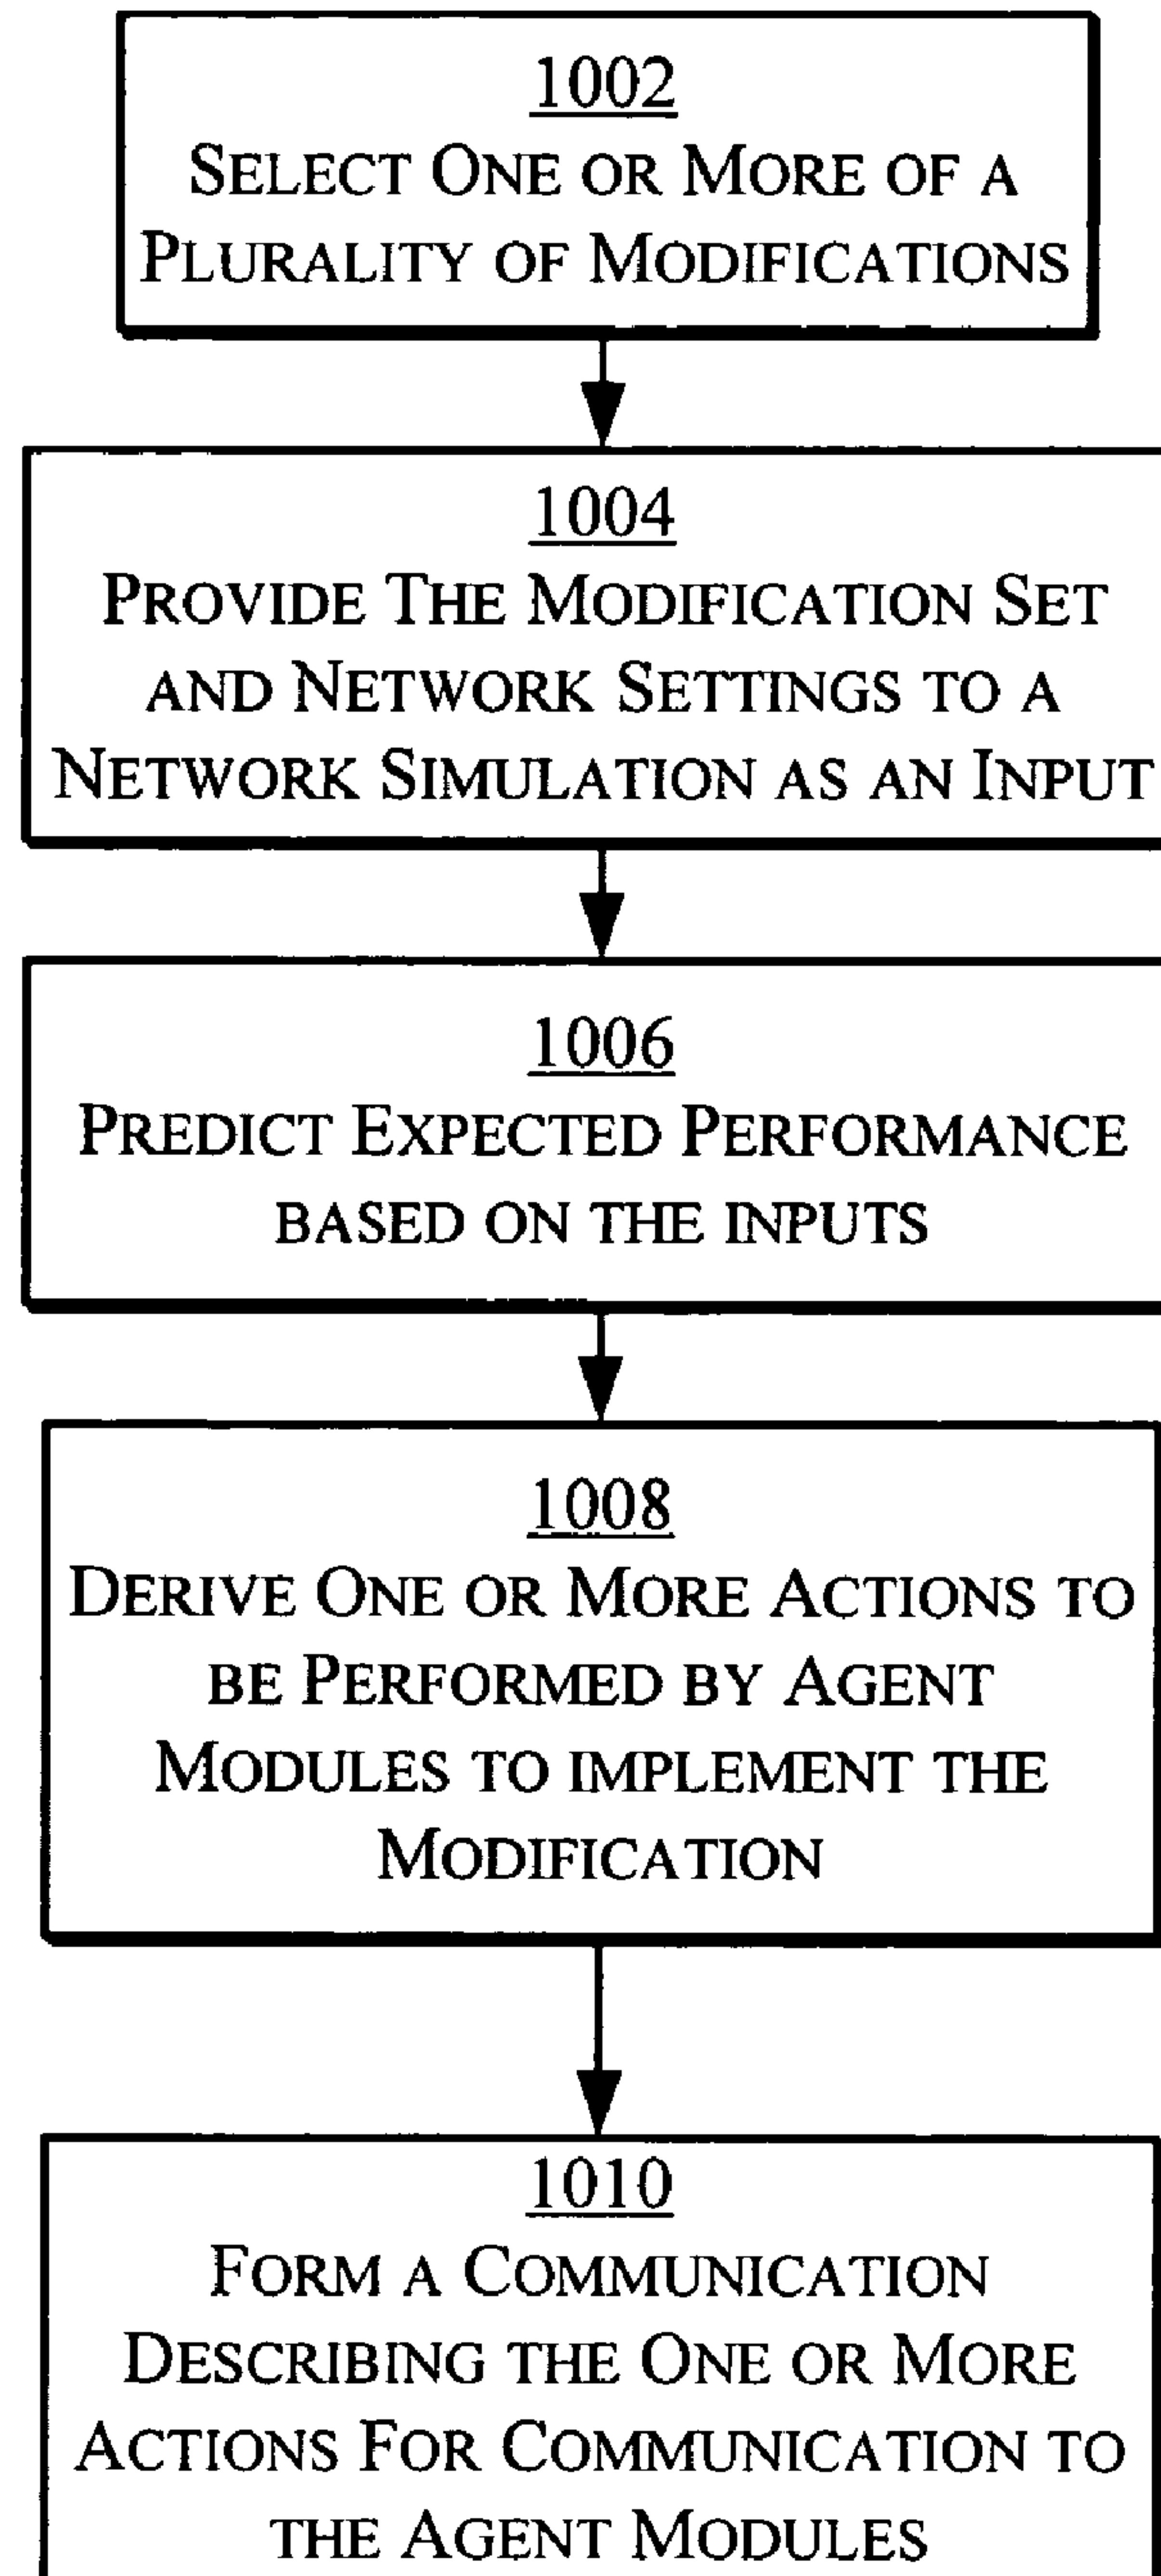 1002
SELECT ONE OR MORE OF A
PLURALITY OF MODIFICATIONS
1004
PROVIDE THE MODIFICATION SET
AND NETWORK SETTINGS TO A
NETWORK SIMULATION AS AN INPUT
1006
PREDICT EXPECTED PERFORMANCE
BASED ON THE INPUTS
1008
DERIVE ONE OR MORE ACTIONS TO
BE PERFORMED BY AGENT
MODULES TO IMPLEMENT THE
MODIFICATION
1010
FORM A COMMUNICATION
DESCRIBING THE ONE OR MORE
ACTIONS FOR COMMUNICATION TO
THE AGENT MODULES